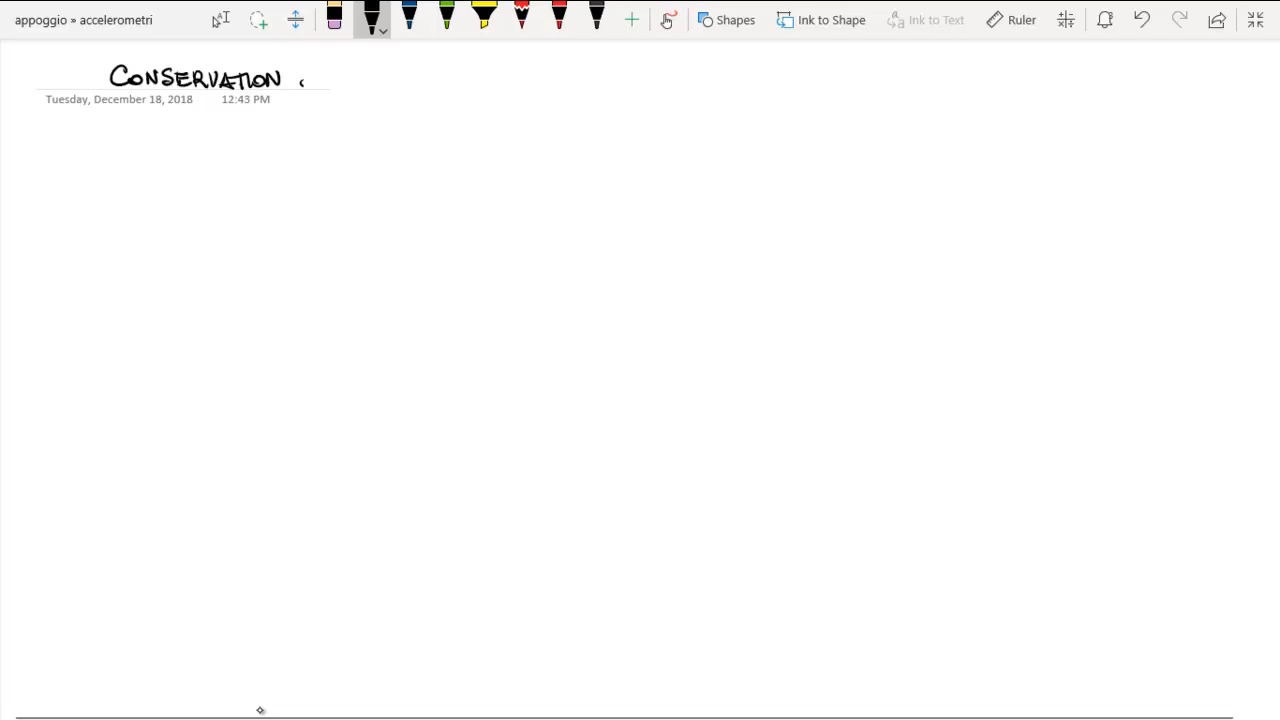 appoggio » accelerometri Shapes Ink to Shape Ink to Text Ruler
CONSERVATION
Tuesday, December 18, 2018 12:43 PM